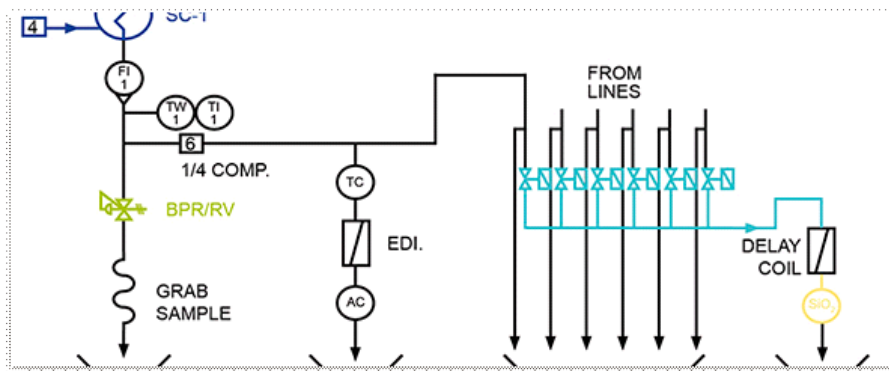 4
SC-1
FI
1
TW
1
TI
1
6
1/4 COMP.
FROM
LINES
TC
BPR/RV
EDI.
DELAY
COIL
GRAB
SAMPLE
AC
SiO2